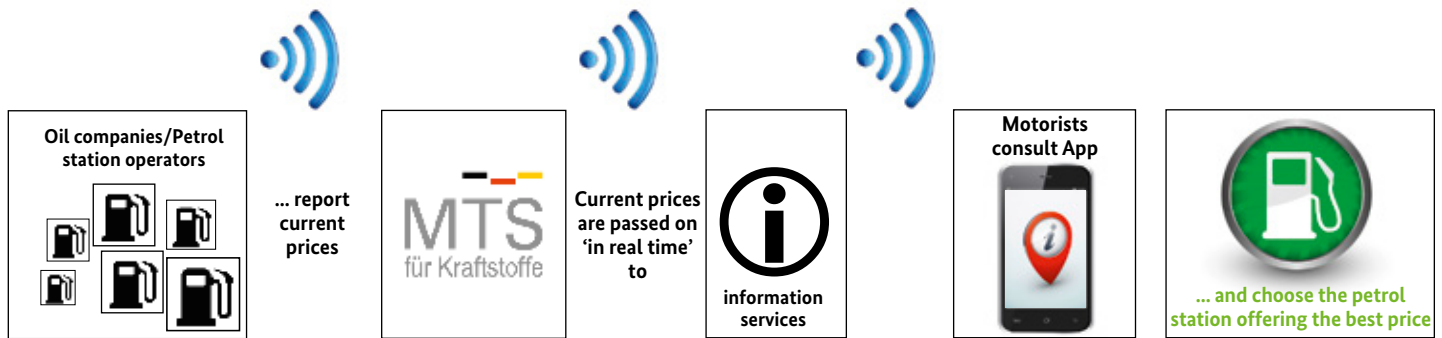 Oil companies/Petrol
station operators
... report
current
prices
MTS
für Kraftstoffe
Current prices
are passed on
‘in real time’
to
i
information
services
Motorists
consult App
i
... and choose the petrol
station offering the best price